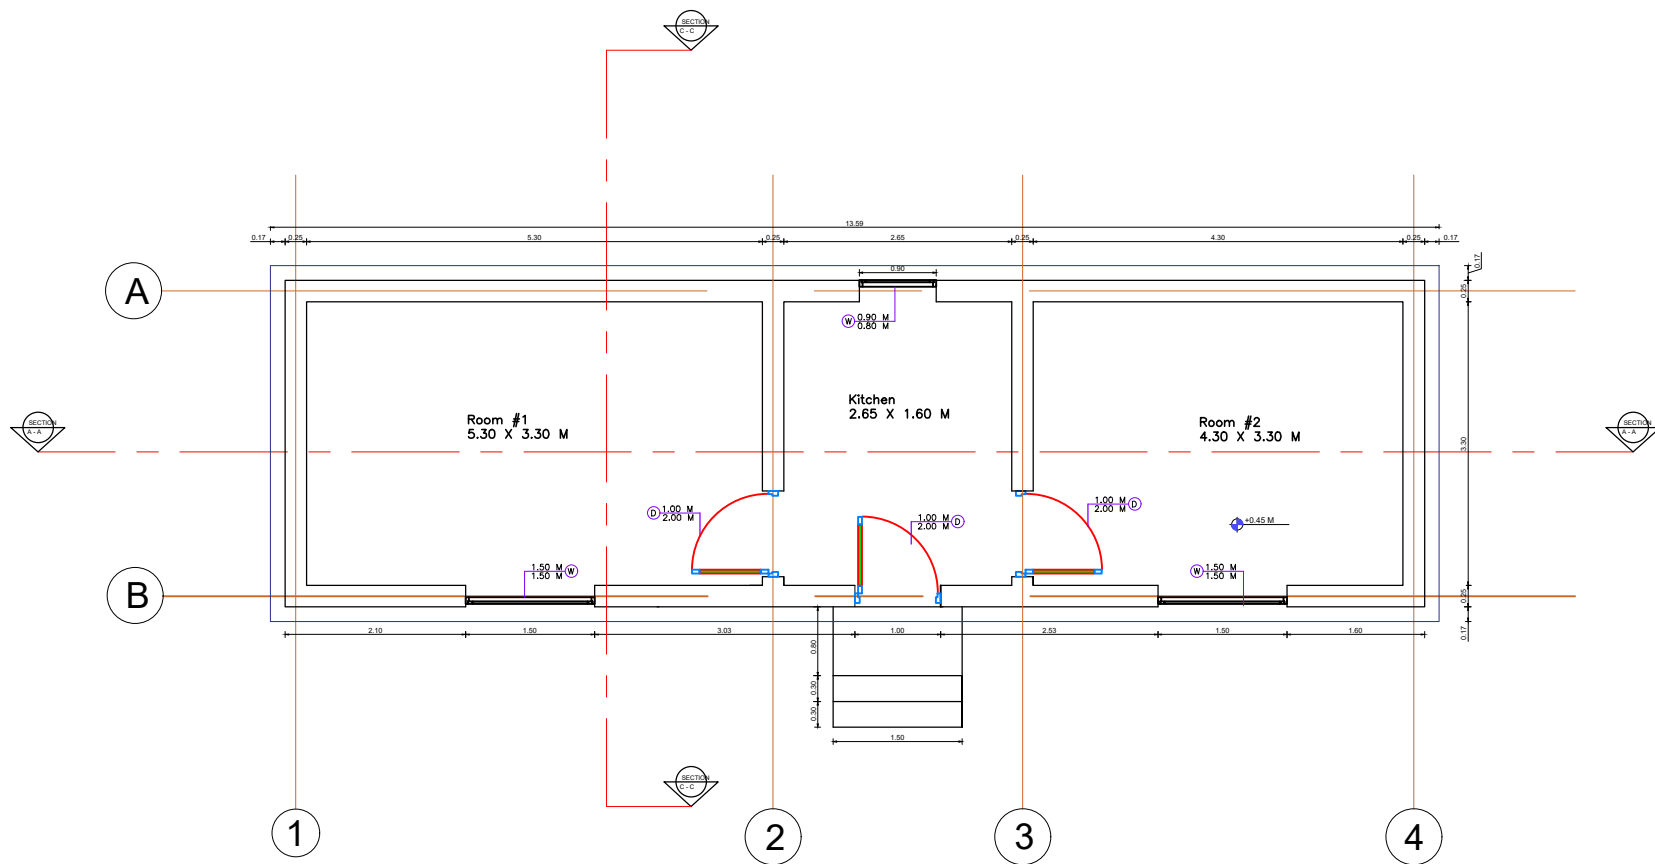 SECTION
C - C
13.59
0.17
0.25
5.30
0.25
2.65
0.25
4.30
0.25
0.17
0.17
A
0.90
0.25
W
0.90 M
0.80 M
Kitchen
2.65 X 1.60 M
Room #1
5.30 X 3.30 M
Room #2
4.30 X 3.30 M
SECTION
A - A
SECTION
A - A
3.30
D
1.00 M
2.00 M
1.00 M
2.00 M
D
1.00 M
2.00 M
D
+0.45 M
1.50 M
1.50 M
W
W
1.50 M
1.50 M
B
0.25
0.17
2.10
1.50
3.03
1.00
2.53
1.50
1.60
0.80
0.30
0.30
1.50
SECTION
C - C
1
2
3
4